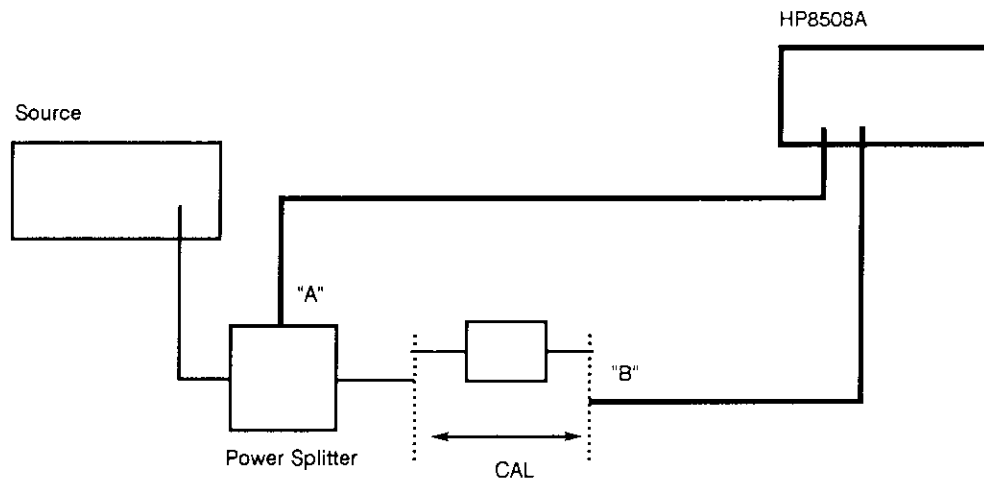 HP8508A
Source
"A"
"B"
Power Splitter
CAL